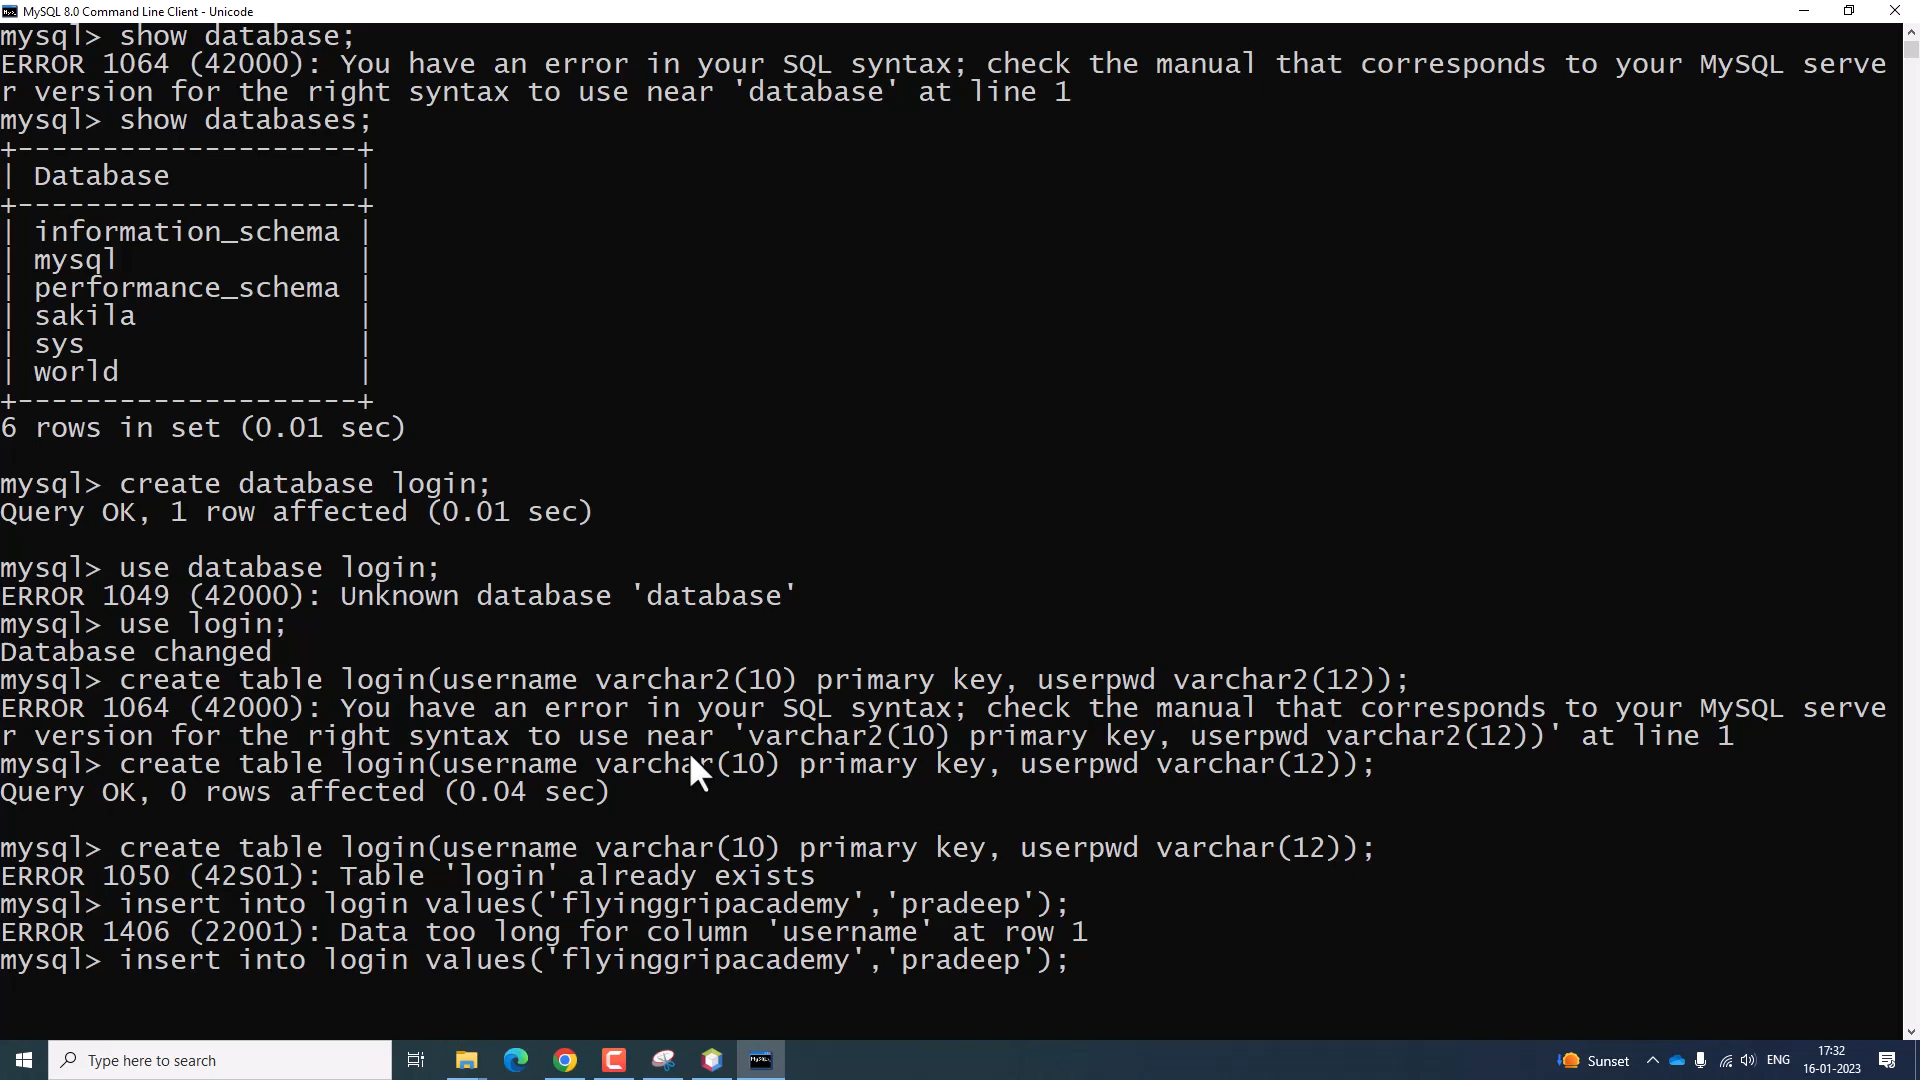 MySQL 8.0 Command Line Client - Unicode
mysql> show database;
ERROR 1064 (42000): You have an error in your SQL syntax; check the manual that corresponds to your MySQL serve
r version for the right syntax to use near 'database' at line 1
mysql> show databases;
+--------------------+
| Database           |
+--------------------+
| information_schema |
| mysql              |
| performance_schema |
| sakila             |
| sys                |
| world              |
+--------------------+
6 rows in set (0.01 sec)
mysql> create database login;
Query OK, 1 row affected (0.01 sec)
mysql> use database login;
ERROR 1049 (42000): Unknown database 'database'
mysql> use login;
Database changed
mysql> create table login(username varchar2(10) primary key, userpwd varchar2(12));
ERROR 1064 (42000): You have an error in your SQL syntax; check the manual that corresponds to your MySQL serve
r version for the right syntax to use near 'varchar2(10) primary key, userpwd varchar2(12))' at line 1
mysql> create table login(username varchar(10) primary key, userpwd varchar(12));
Query OK, 0 rows affected (0.04 sec)
mysql> create table login(username varchar(10) primary key, userpwd varchar(12));
ERROR 1050 (42S01): Table 'login' already exists
mysql> insert into login values('flyinggripacademy','pradeep');
ERROR 1406 (22001): Data too long for column 'username' at row 1
mysql> insert into login values('flyinggripacademy','pradeep');
Type here to search
Sunset
ENG
17:32
16-01-2023